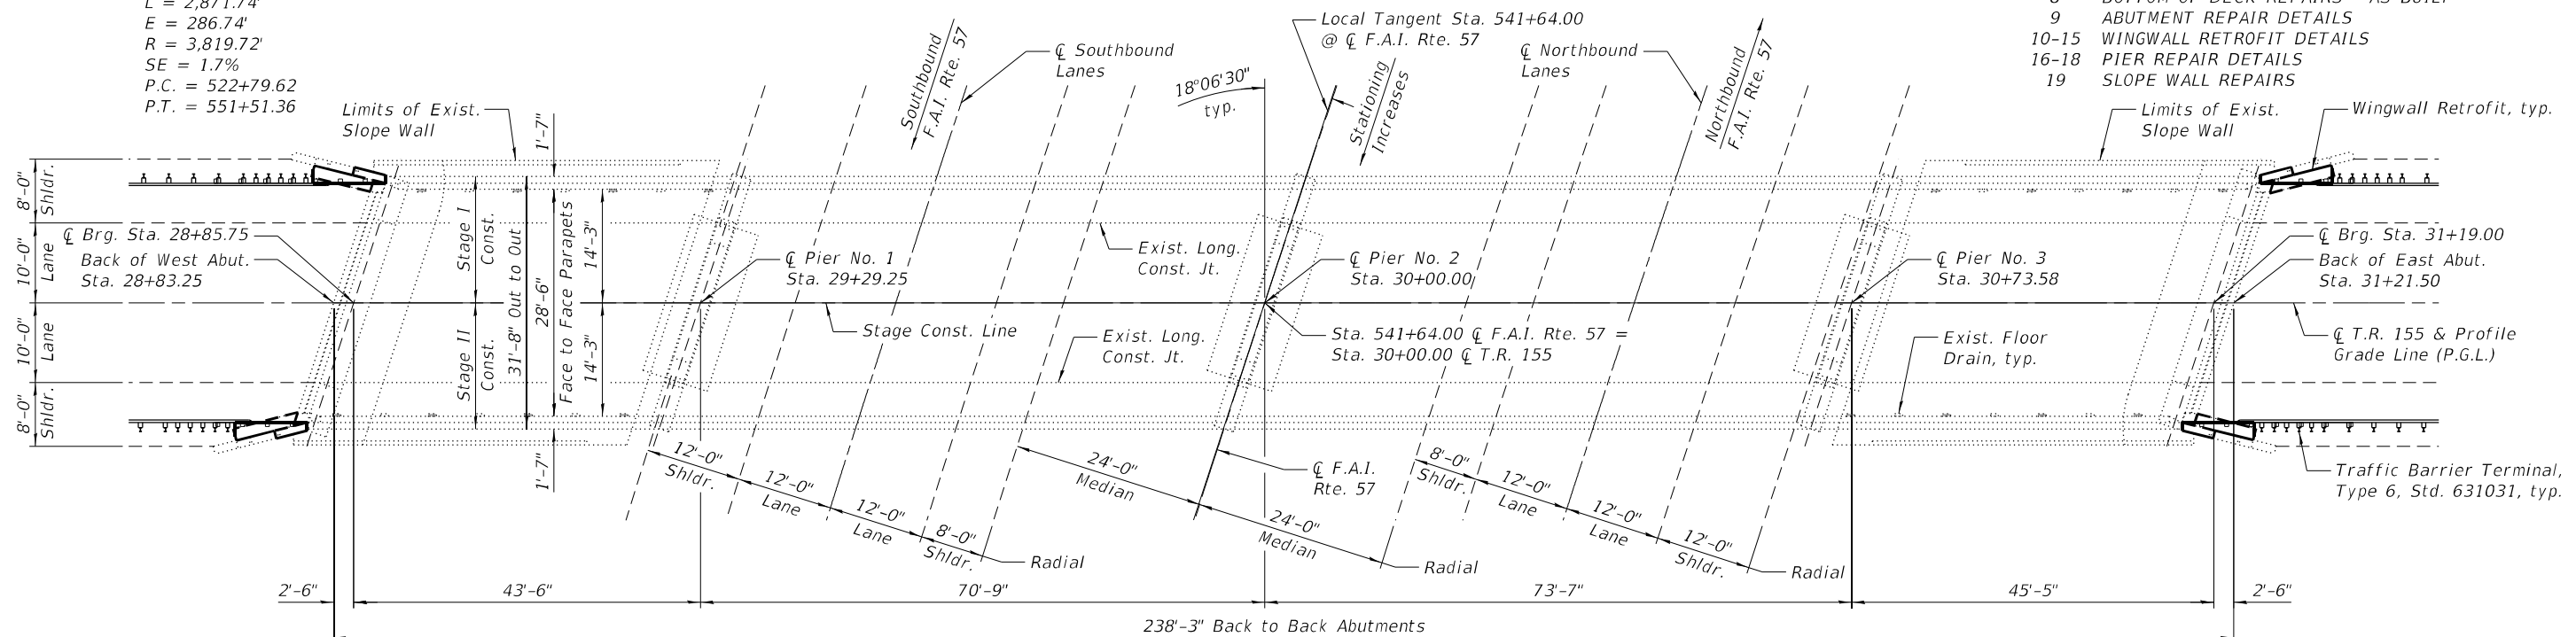 L = 2,871.74'
E = 286.74'
R = 3,819.72'
SE = 1.7%
P.C. = 522+79.62
P.T. = 551+51.36
8 BOTTOM OF DECK REPAIRS - AS BUILT
9 ABUTMENT REPAIR DETAILS
10-15 WINGWALL RETROFIT DETAILS
16-18 PIER REPAIR DETAILS
19 SLOPE WALL REPAIRS
Limits of Exist.
Slope Wall
Southbound
F.A.I. Rte. 57
℄ Southbound
Lanes
18°06'30"
typ.
Local Tangent Sta. 541+64.00
@ ℄ F.A.I. Rte. 57
Stationing
Increases
℄ Northbound
Lanes
Northbound
F.A.I. Rte. 57
Limits of Exist.
Slope Wall
Wingwall Retrofit, typ.
8'-0"
Shldr.
10'-0"
Lane
10'-0"
Lane
8'-0"
Shldr.
℄ Brg. Sta. 28+85.75
Back of West Abut.
Sta. 28+83.25
Stage I
Const.
Stage II
Const.
31'-8" Out to Out
1'-7"
28'-6"
Face to Face Parapets
1'-7"
14'-3"
14'-3"
℄ Pier No. 1
Sta. 29+29.25
Stage Const. Line
Exist. Long.
Const. Jt.
Exist. Long.
Const. Jt.
℄ Pier No. 2
Sta. 30+00.00
Sta. 541+64.00 ℄ F.A.I. Rte. 57 =
Sta. 30+00.00 ℄ T.R. 155
℄ Pier No. 3
Sta. 30+73.58
Exist. Floor
Drain, typ.
℄ Brg. Sta. 31+19.00
Back of East Abut.
Sta. 31+21.50
℄ T.R. 155 & Profile
Grade Line (P.G.L.)
Traffic Barrier Terminal,
Type 6, Std. 631031, typ.
12'-0"
Shldr.
12'-0"
Lane
12'-0"
Lane
8'-0"
Shldr.
Radial
24'-0"
Median
24'-0"
Median
Radial
℄ F.A.I.
Rte. 57
8'-0"
Shldr.
12'-0"
Lane
12'-0"
Lane
12'-0"
Shldr.
Radial
2'-6"
43'-6"
70'-9"
73'-7"
45'-5"
2'-6"
238'-3" Back to Back Abutments